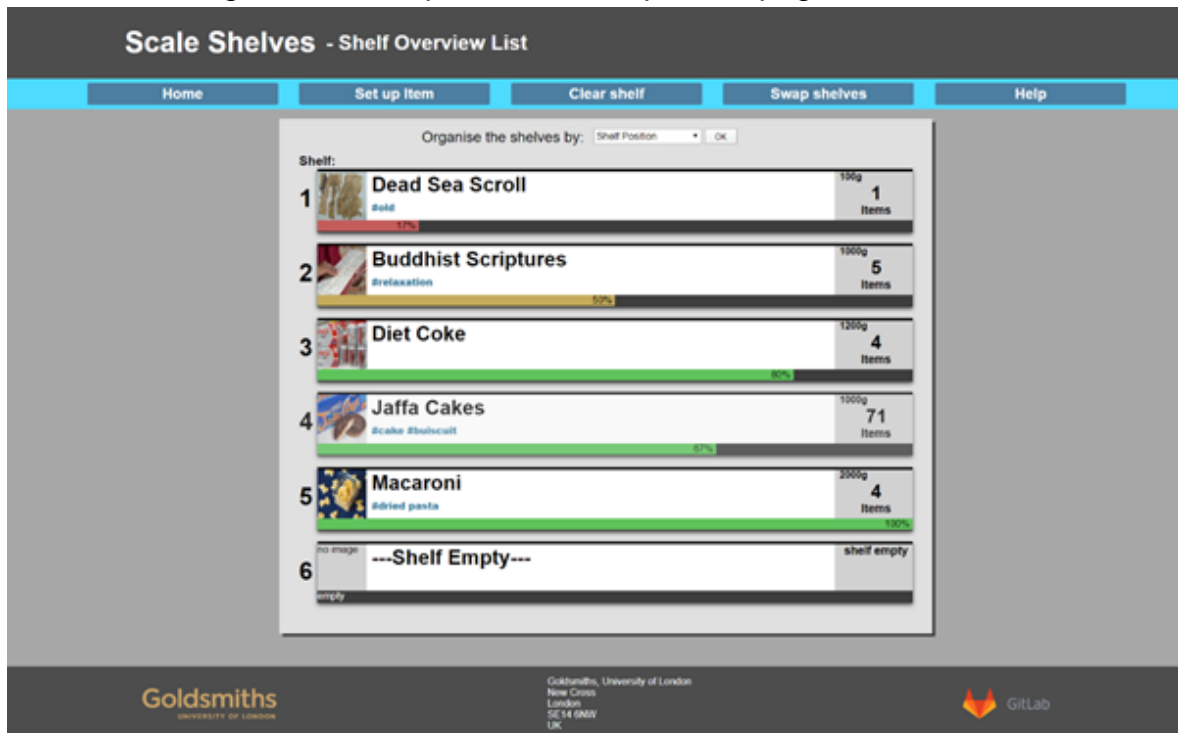 Scale Shelves - Shelf Overview List
Home Set up Item Clear shelf Swap shelves Help
Organise the shelves by: Shelf Position OK
Shelf:
1 Dead Sea Scroll 100g
#old 1
Items
17%
2 Buddhist Scriptures 1000g
#relaxation 5
Items
50%
3 Diet Coke 1200g
4
Items
80%
4 Jaffa Cakes 1000g
#cake #buiscuit 71
Items
67%
5 Macaroni 2000g
#dried pasta 4
Items
100%
6 no image ---Shelf Empty--- shelf empty
empty
Goldsmiths
UNIVERSITY OF LONDON
Goldsmiths, University of London
New Cross
London
SE14 6NW
UK
GitLab